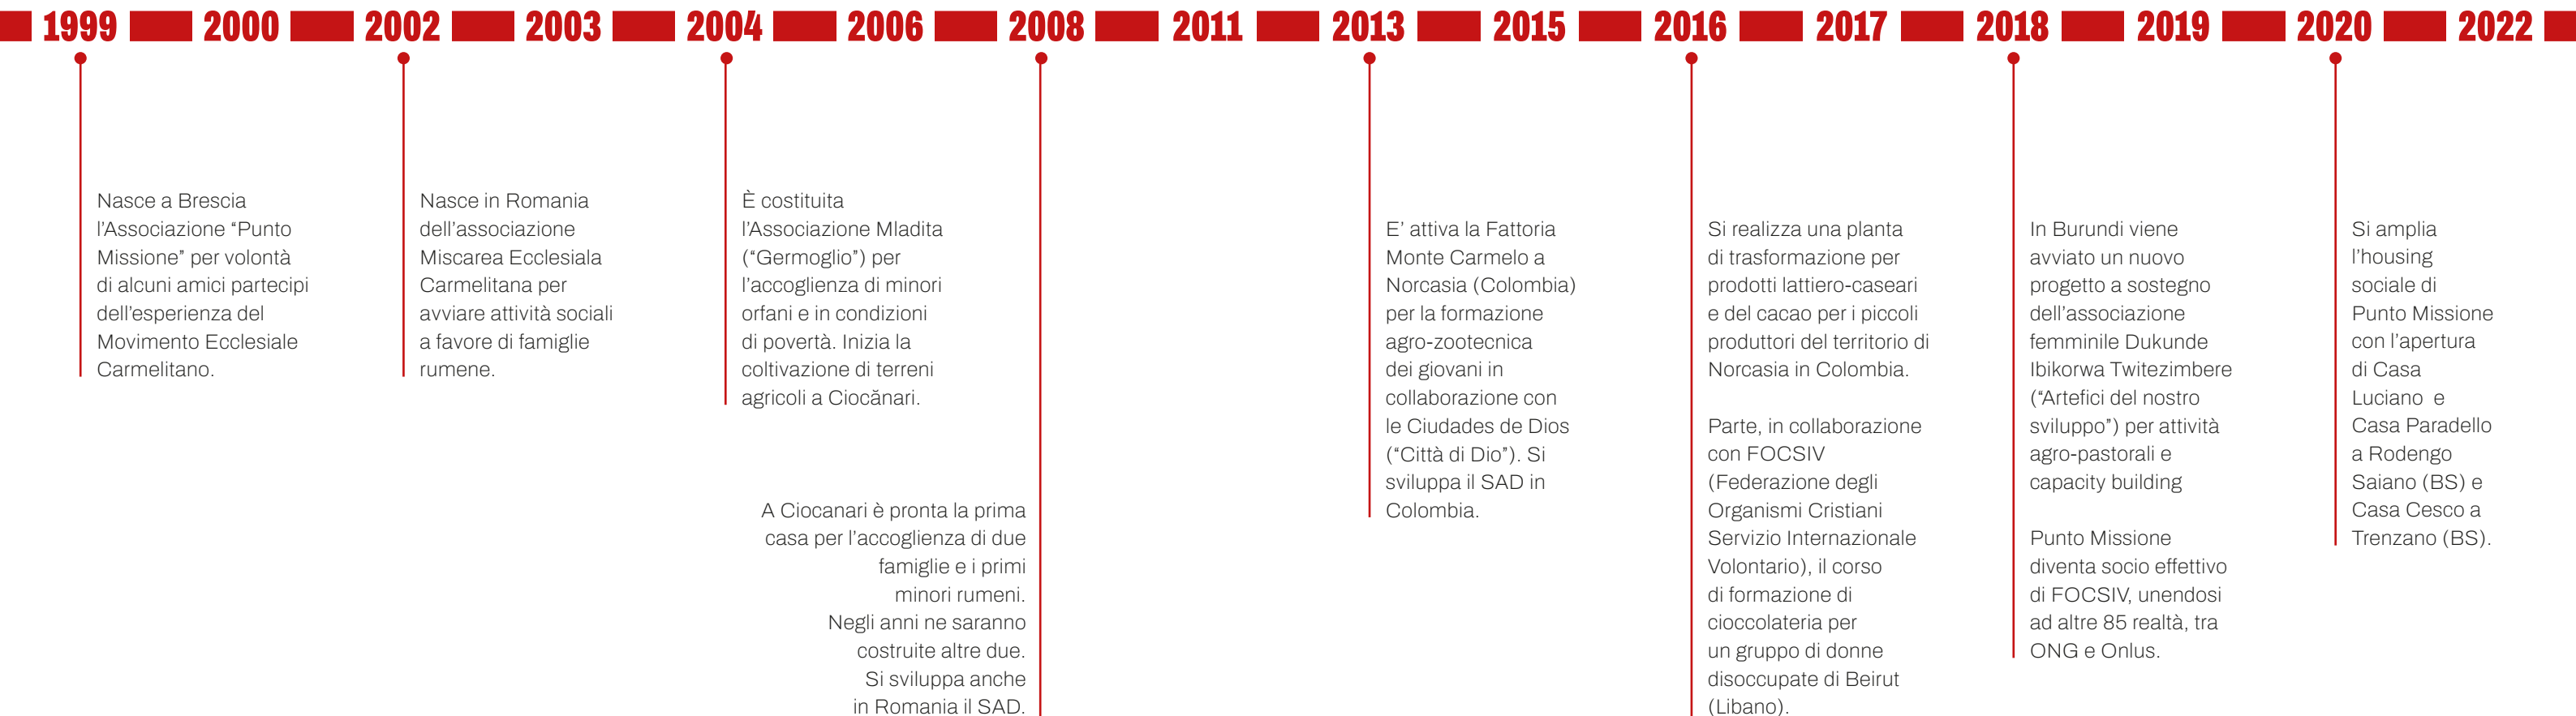 1999 2000 2002 2003 2004 2006 2008 2011 2013 2015 2016 2017 2018 2019 2020 2022
Nasce a Brescia
l’Associazione “Punto
Missione” per volontà
di alcuni amici partecipi
dell’esperienza del
Movimento Ecclesiale
Carmelitano.
Nasce in Romania
dell’associazione
Miscarea Ecclesiala
Carmelitana per
avviare attività sociali
a favore di famiglie
rumene.
È costituita
l’Associazione Mladita
(“Germoglio”) per
l’accoglienza di minori
orfani e in condizioni
di povertà. Inizia la
coltivazione di terreni
agricoli a Ciocănari.
A Ciocanari è pronta la prima
casa per l’accoglienza di due
famiglie e i primi
minori rumeni.
Negli anni ne saranno
costruite altre due.
Si sviluppa anche
in Romania il SAD.
E’ attiva la Fattoria
Monte Carmelo a
Norcasia (Colombia)
per la formazione
agro-zootecnica
dei giovani in
collaborazione con
le Ciudades de Dios
(“Città di Dio”). Si
sviluppa il SAD in
Colombia.
Si realizza una planta
di trasformazione per
prodotti lattiero-caseari
e del cacao per i piccoli
produttori del territorio di
Norcasia in Colombia.
Parte, in collaborazione
con FOCSIV
(Federazione degli
Organismi Cristiani
Servizio Internazionale
Volontario), il corso
di formazione di
cioccolateria per
un gruppo di donne
disoccupate di Beirut
(Libano).
In Burundi viene
avviato un nuovo
progetto a sostegno
dell’associazione
femminile Dukunde
Ibikorwa Twitezimbere
(“Artefici del nostro
sviluppo”) per attività
agro-pastorali e
capacity building
Punto Missione
diventa socio effettivo
di FOCSIV, unendosi
ad altre 85 realtà, tra
ONG e Onlus.
Si amplia
l’housing
sociale di
Punto Missione
con l’apertura
di Casa
Luciano e
Casa Paradello
a Rodengo
Saiano (BS) e
Casa Cesco a
Trenzano (BS).